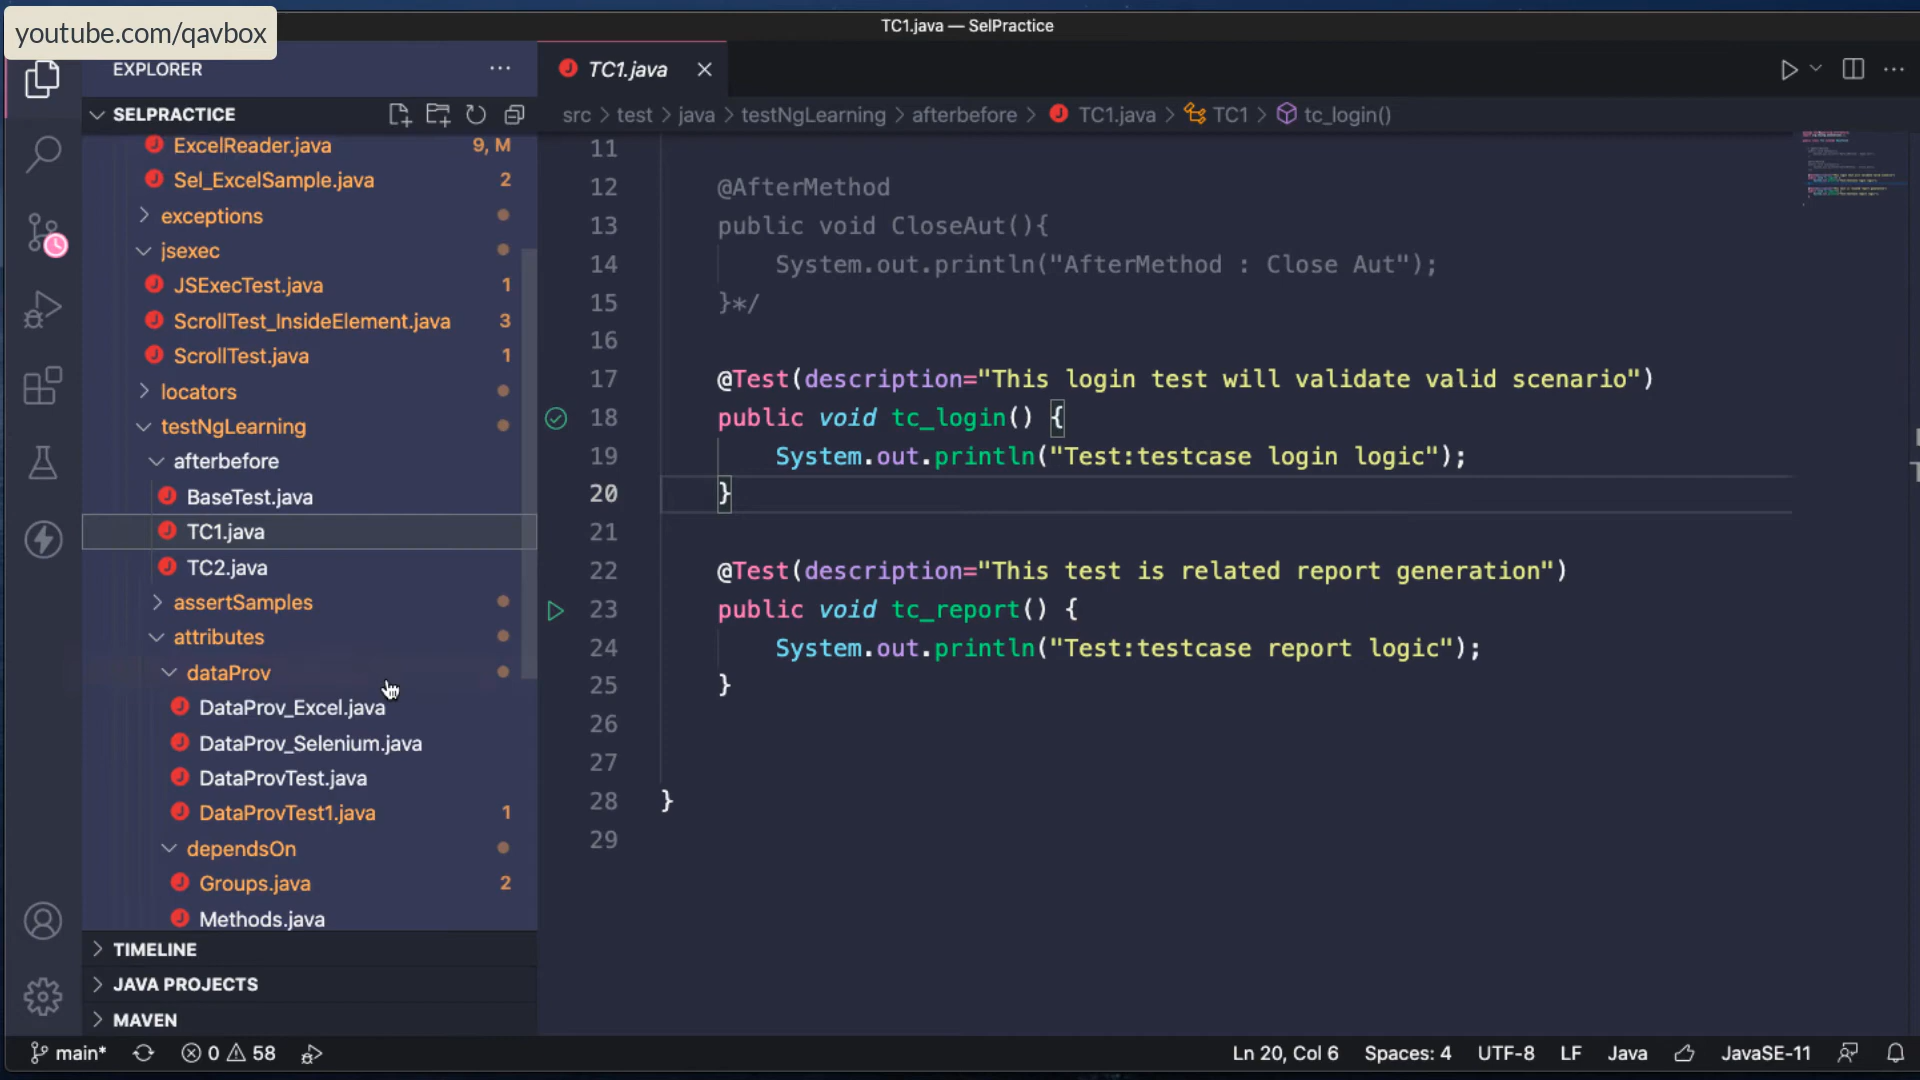 youtube.com/qavbox
TC1.java — SelPractice
EXPLORER
TC1.java
SELPRACTICE
src > test > java > testNgLearning > afterbefore > TC1.java > TC1 > tc_login()
ExcelReader.java 9, M
Sel_ExcelSample.java 2
exceptions
jsexec
JSExecTest.java 1
ScrollTest_InsideElement.java 3
ScrollTest.java 1
locators
testNgLearning
afterbefore
BaseTest.java
TC1.java
TC2.java
assertSamples
attributes
dataProv
DataProv_Excel.java
DataProv_Selenium.java
DataProvTest.java
DataProvTest1.java 1
dependsOn
Groups.java 2
Methods.java
TIMELINE
JAVA PROJECTS
MAVEN
11
12 @AfterMethod
13 public void CloseAut(){
14 System.out.println("AfterMethod : Close Aut");
15 }*/
16
17 @Test(description="This login test will validate valid scenario")
18 public void tc_login() {
19 System.out.println("Test:testcase login logic");
20 }
21
22 @Test(description="This test is related report generation")
23 public void tc_report() {
24 System.out.println("Test:testcase report logic");
25 }
26
27
28 }
29
main* 0 58 Ln 20, Col 6 Spaces: 4 UTF-8 LF Java JavaSE-11